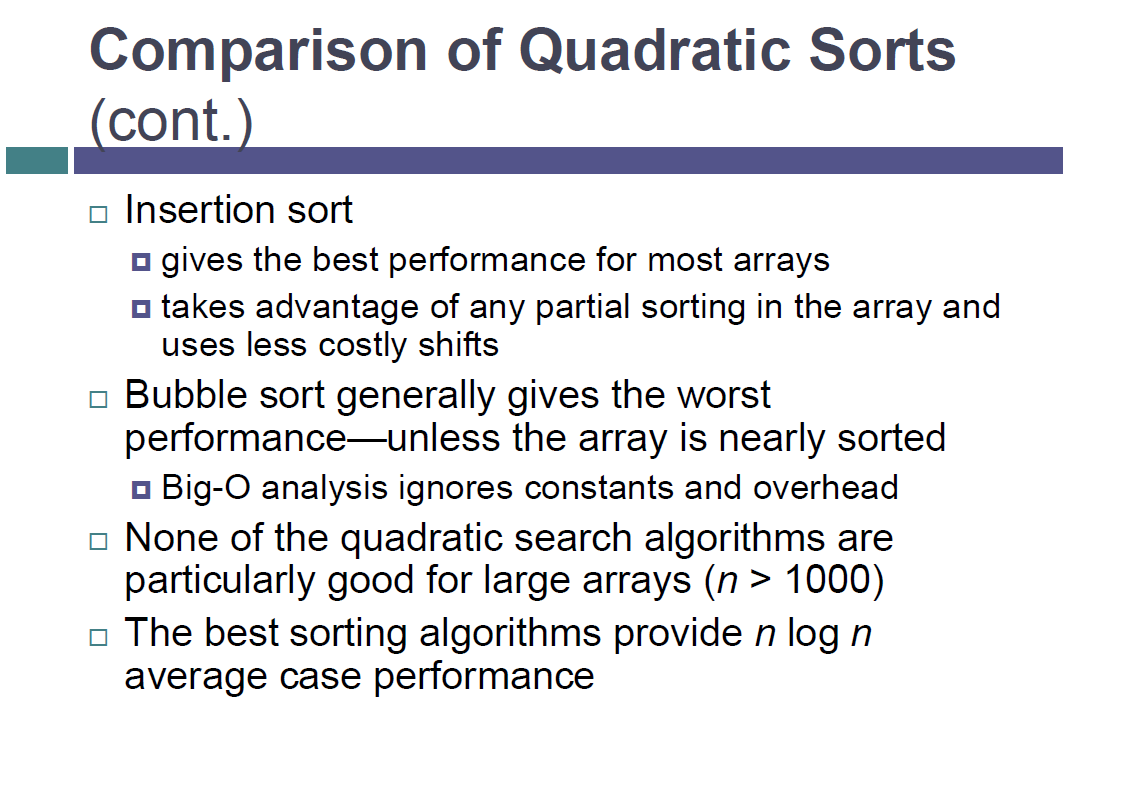 Comparison of Quadratic Sorts
(cont.)
Insertion sort
gives the best performance for most arrays
takes advantage of any partial sorting in the array and
uses less costly shifts
Bubble sort generally gives the worst
performance—unless the array is nearly sorted
Big-O analysis ignores constants and overhead
None of the quadratic search algorithms are
particularly good for large arrays (n > 1000)
The best sorting algorithms provide n log n
average case performance